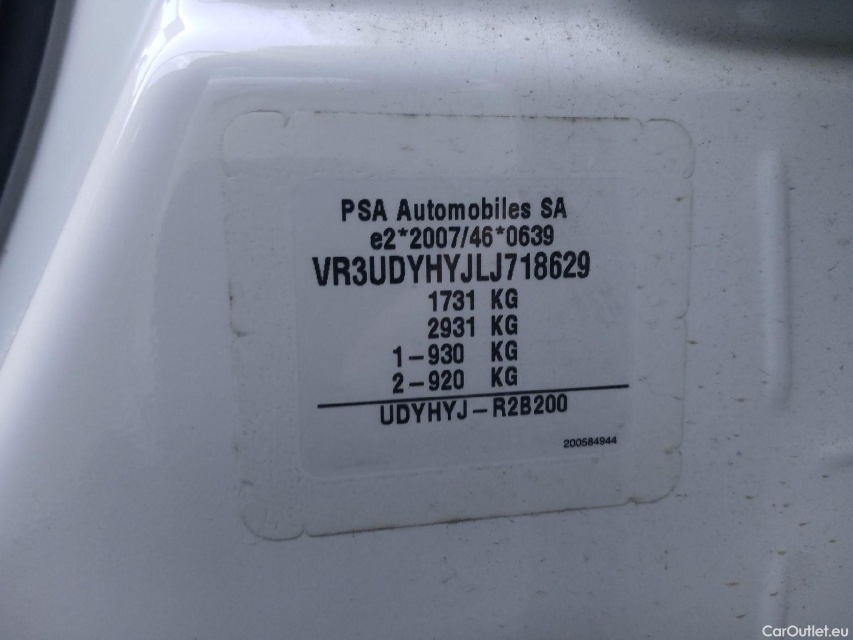 PSA Automobiles SA
e2*2007/46*0639
VR3UDYHYJLJ718629
1731 KG
2931 KG
1-930 KG
2-920 KG
UDYHYJ-R2B200
200584944
CarOutlet.eu